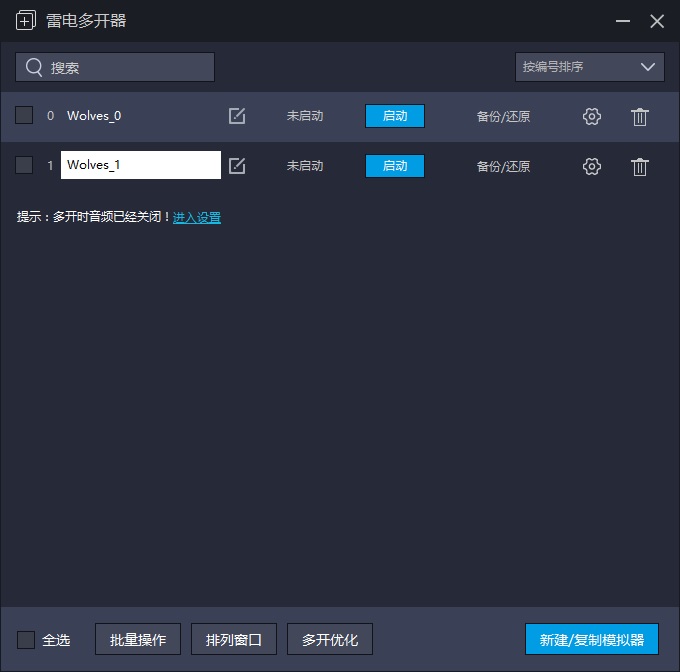 雷电多开器
搜索
按编号排序
0 Wolves_0 未启动 启动 备份/还原
1 Wolves_1 未启动 启动 备份/还原
提示：多开时音频已经关闭！进入设置
全选 批量操作 排列窗口 多开优化 新建/复制模拟器